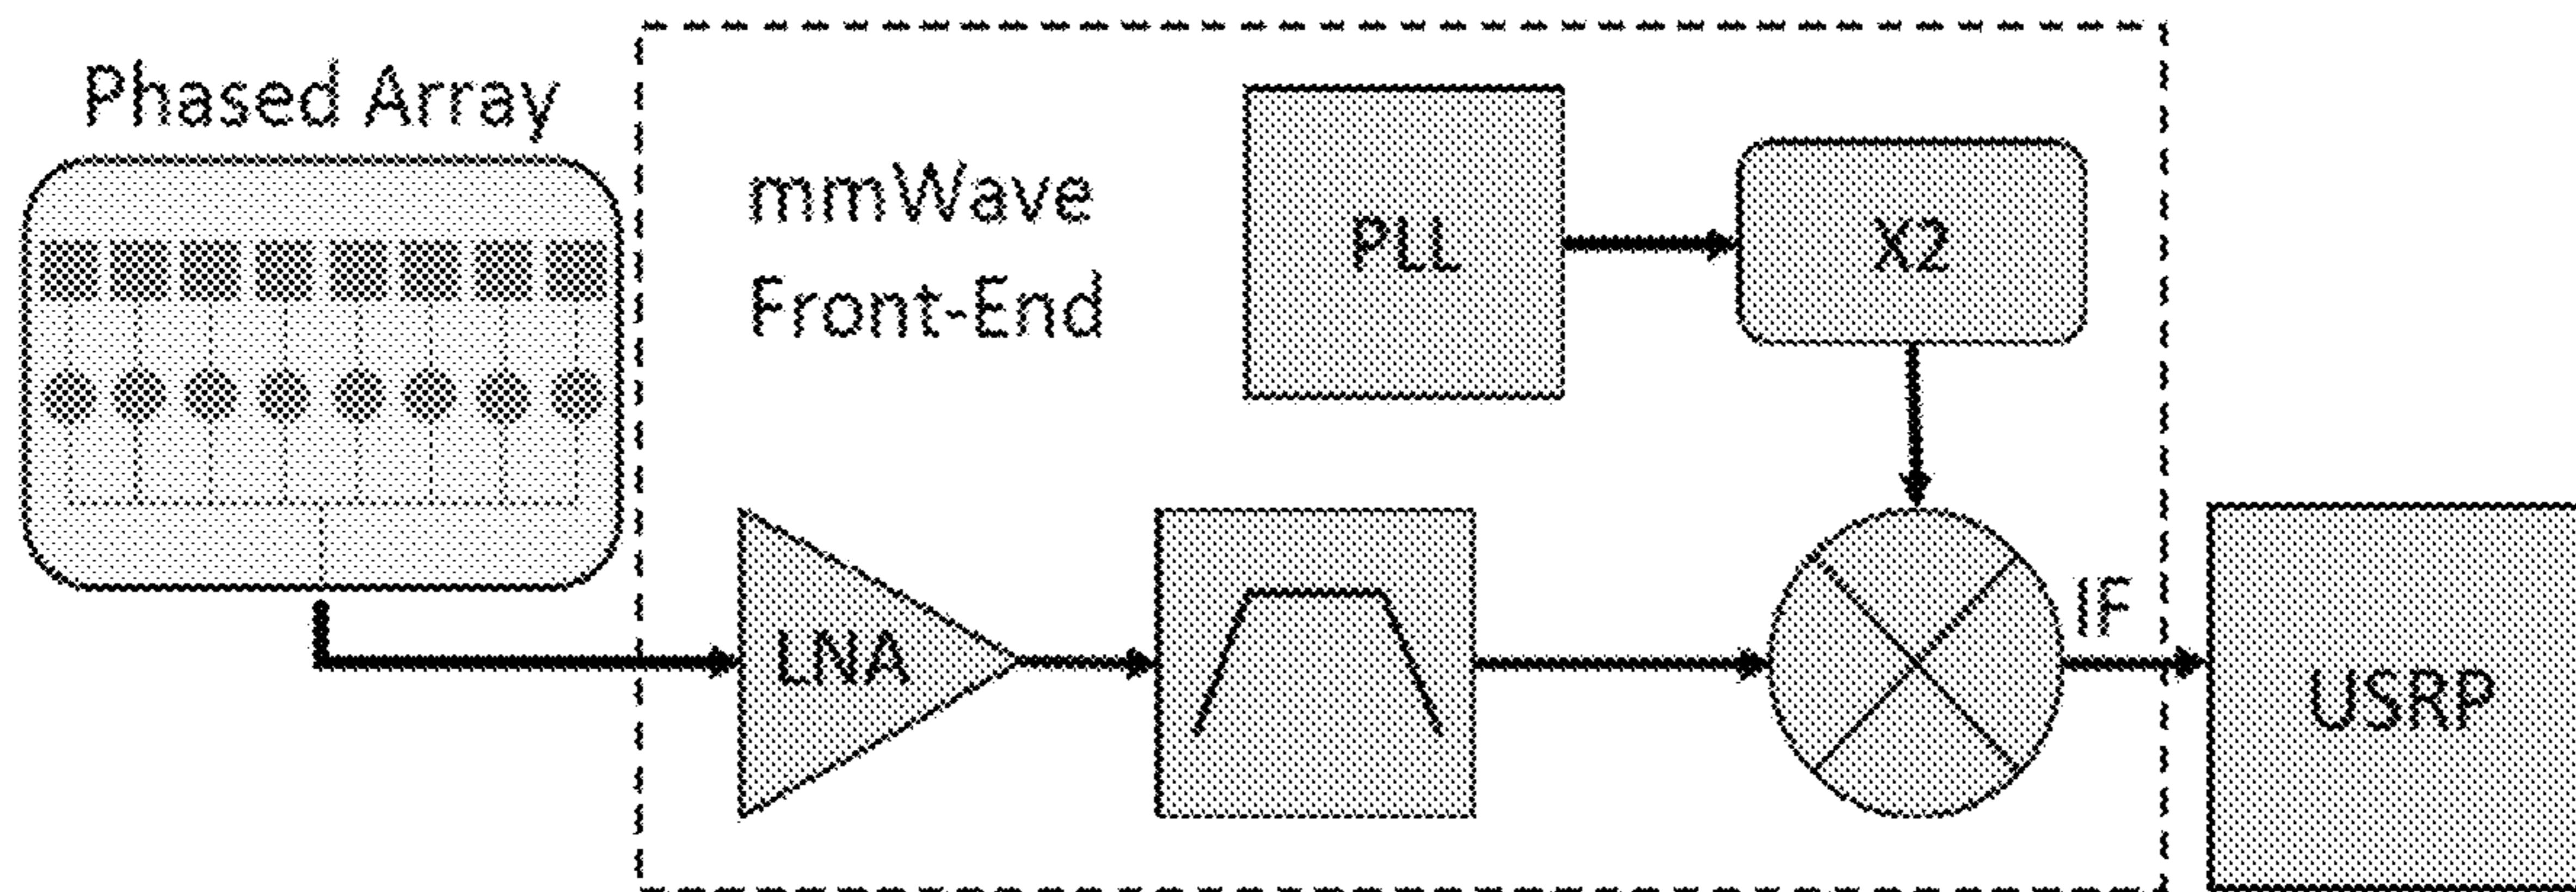 Phased Array
mmWave
Front-End
PLL
X2
LNA
IF
USRP